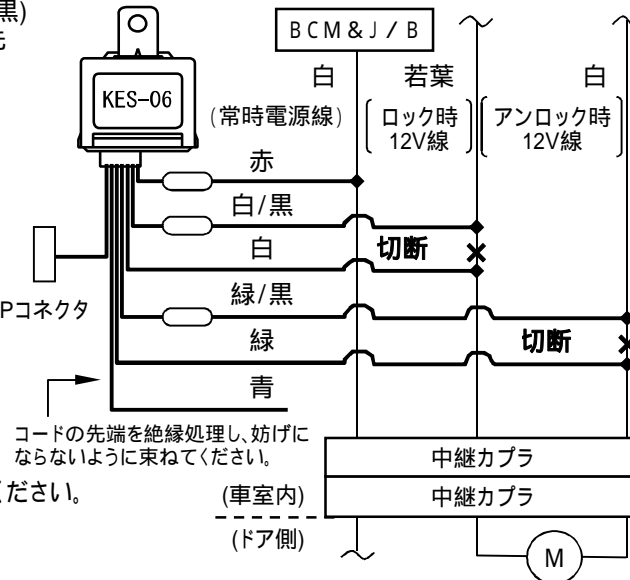 黒)
BCM&J/B
白
若葉
白
KES-06
(常時電源線)
ロック時
12V線
アンロック時
12V線
赤
白/黒
白
切断
緑/黒
Pコネクタ
緑
切断
青
コードの先端を絶縁処理し、妨げに
ならないように束ねてください。
ください。
中継カプラ
(車室内)
中継カプラ
(ドア側)
M